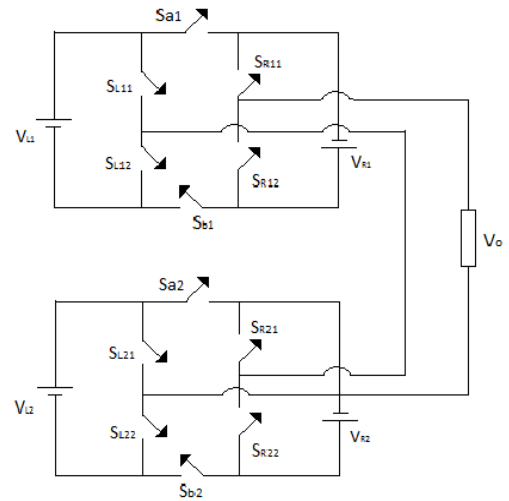 Sa1
SR11
SL11
VL1
VR1
SL12
SR12
Sb1
Vo
Sa2
SR21
SL21
VL2
VR2
SL22
SR22
Sb2